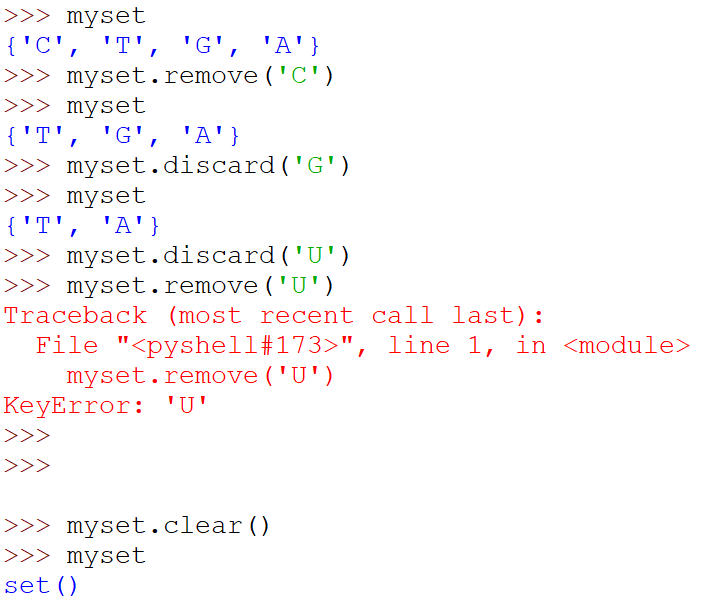 >>> myset
{'C', 'T', 'G', 'A'}
>>> myset.remove('C')
>>> myset
{'T', 'G', 'A'}
>>> myset.discard('G')
>>> myset
{'T', 'A'}
>>> myset.discard('U')
>>> myset.remove('U')
Traceback (most recent call last):
  File "<pyshell#173>", line 1, in <module>
    myset.remove('U')
KeyError: 'U'
>>>
>>>
>>> myset.clear()
>>> myset
set()